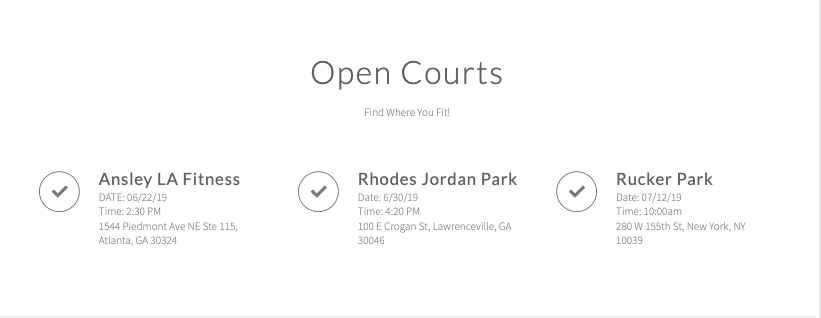 Open Courts
Find Where You Fit!
Ansley LA Fitness
DATE: 06/22/19
Time: 2:30 PM
1544 Piedmont Ave NE Ste 115,
Atlanta, GA 30324
Rhodes Jordan Park
Date: 6/30/19
Time: 4:20 PM
100 E Crogan St, Lawrenceville, GA
30046
Rucker Park
Date: 07/12/19
Time: 10:00am
280 W 155th St, New York, NY
10039